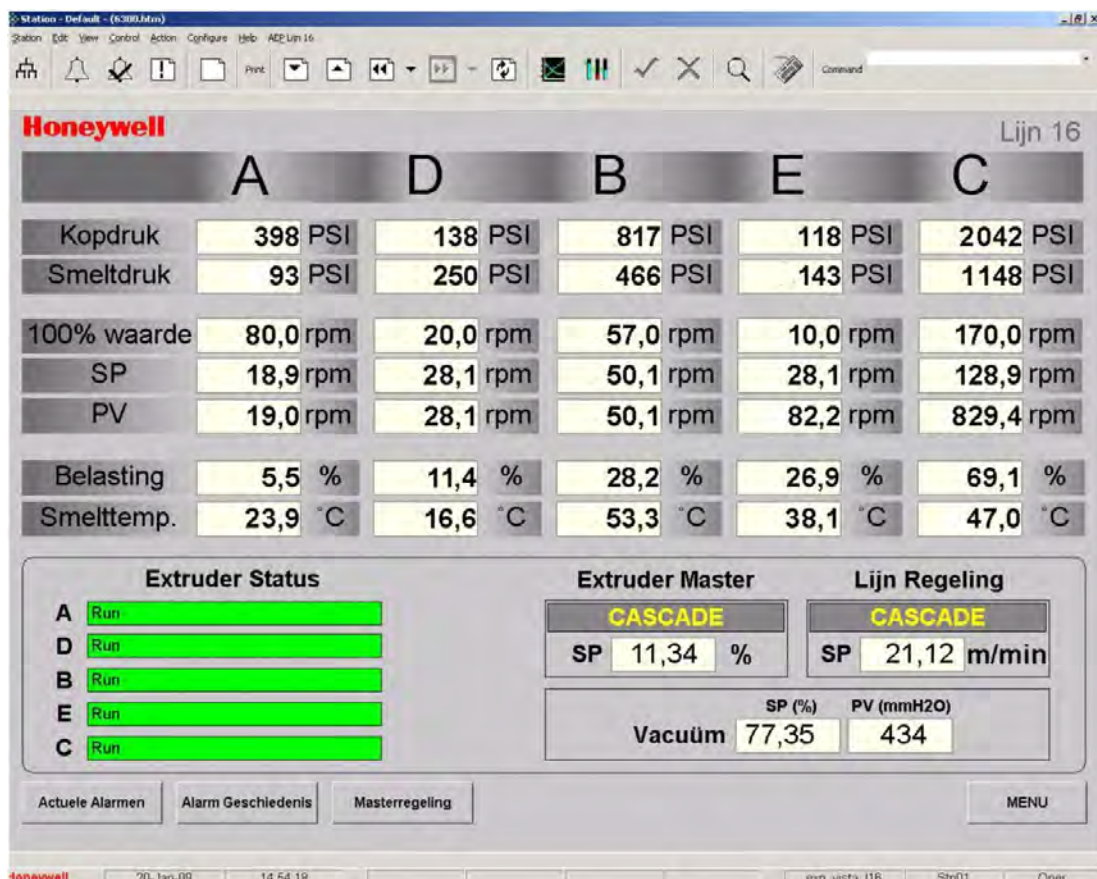 Station - Default - (6300.htm)
Station Edit View Control Action Configure Help AEP Lijn 16
Print Command
Honeywell Lijn 16
A D B E C
Kopdruk 398 PSI 138 PSI 817 PSI 118 PSI 2042 PSI
Smeltdruk 93 PSI 250 PSI 466 PSI 143 PSI 1148 PSI
100% waarde 80,0 rpm 20,0 rpm 57,0 rpm 10,0 rpm 170,0 rpm
SP 18,9 rpm 28,1 rpm 50,1 rpm 28,1 rpm 128,9 rpm
PV 19,0 rpm 28,1 rpm 50,1 rpm 82,2 rpm 829,4 rpm
Belasting 5,5 % 11,4 % 28,2 % 26,9 % 69,1 %
Smelttemp. 23,9 °C 16,6 °C 53,3 °C 38,1 °C 47,0 °C
Extruder Status Extruder Master Lijn Regeling
A Run CASCADE CASCADE
D Run SP 11,34 % SP 21,12 m/min
B Run
E Run SP (%) PV (mmH2O)
C Run Vacuüm 77,35 434
Actuele Alarmen Alarm Geschiedenis Masterregeling MENU
Honeywell 20-Jan-09 14:54:18 Stn01 Oper